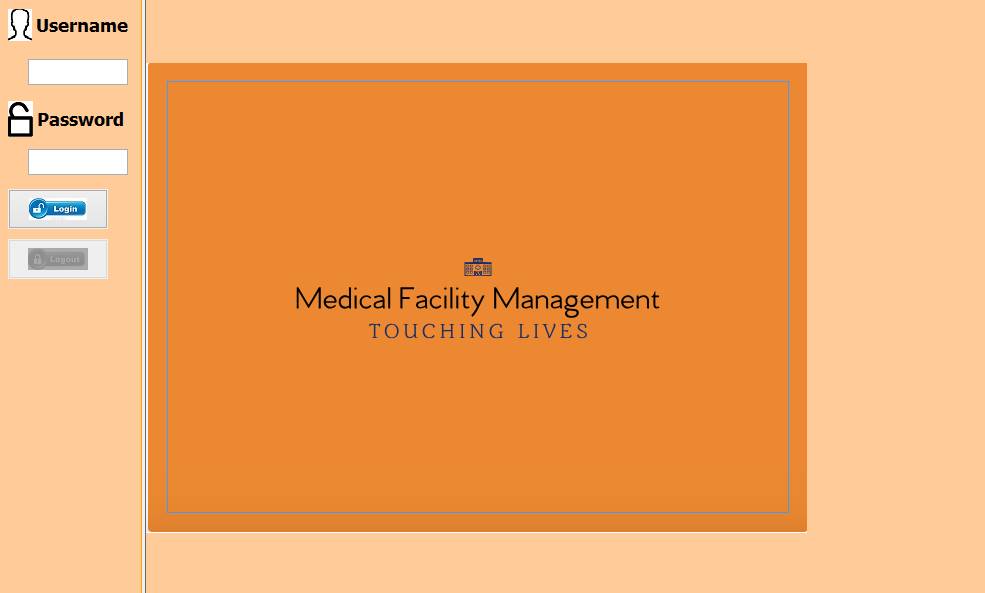 Username
Password
Login
Logout
Medical Facility Management
TOUCHING LIVES